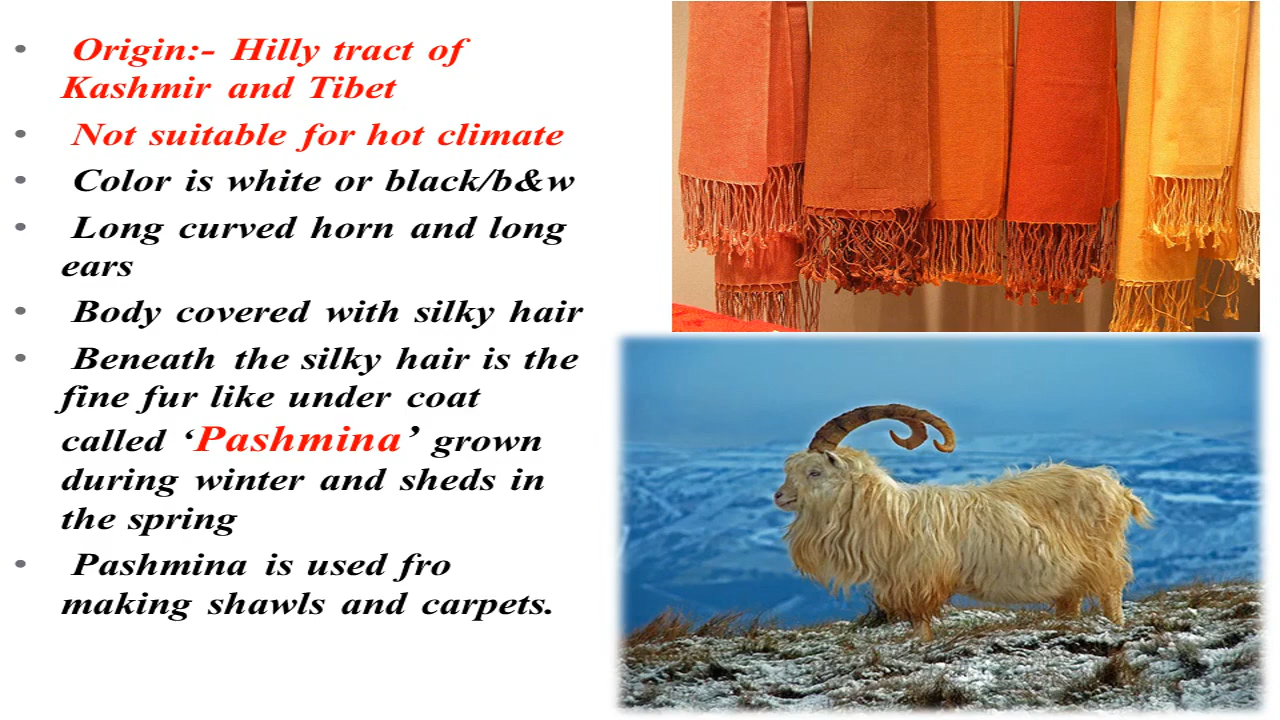 • Origin:- Hilly tract of
Kashmir and Tibet
• Not suitable for hot climate
• Color is white or black/b&w
• Long curved horn and long
ears
• Body covered with silky hair
• Beneath the silky hair is the
fine fur like under coat
called ‘Pashmina’ grown
during winter and sheds in
the spring
• Pashmina is used fro
making shawls and carpets.